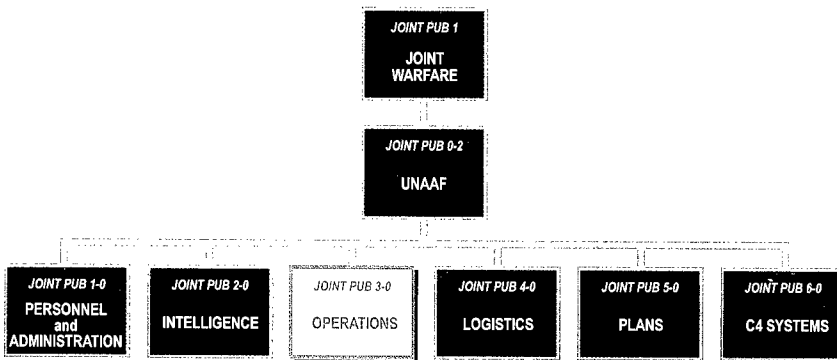 JOINT PUB 1
JOINT
WARFARE
JOINT PUB 0-2
UNAAF
JOINT PUB 1-0
PERSONNEL
and
ADMINISTRATION
JOINT PUB 2-0
INTELLIGENCE
JOINT PUB 3-0
OPERATIONS
JOINT PUB 4-0
LOGISTICS
JOINT PUB 5-0
PLANS
JOINT PUB 6-0
C4 SYSTEMS